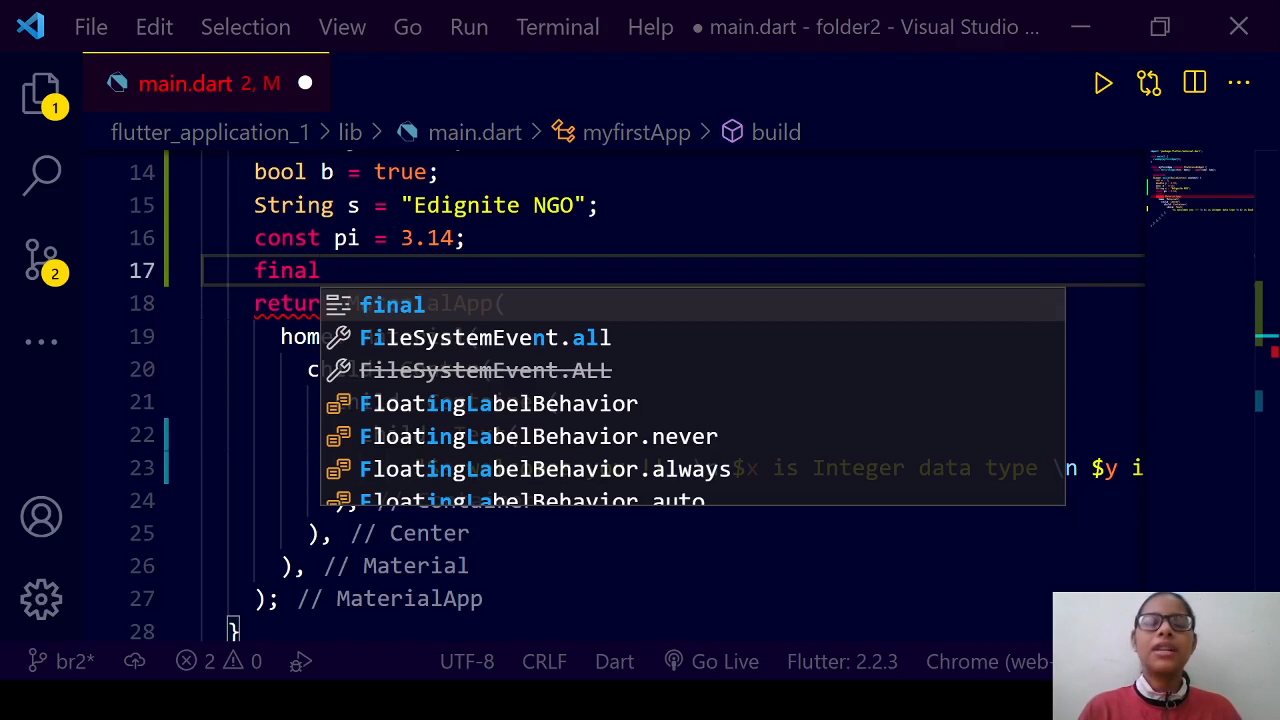 File Edit Selection View Go Run Terminal Help ● main.dart - folder2 - Visual Studio ...
main.dart 2, M
flutter_application_1 > lib > main.dart > myfirstApp > build
1
2
14 bool b = true;
15 String s = "Edignite NGO";
16 const pi = 3.14;
17 final
18 retur
19 hom
20 c
21
22
23 $x is Integer data type \n $y i
24
25 ), // Center
26 ), // Material
27 ); // MaterialApp
28 }
final
FileSystemEvent.all
FileSystemEvent.ALL
FloatingLabelBehavior
FloatingLabelBehavior.never
FloatingLabelBehavior.always
FloatingLabelBehavior.auto
br2* 2 0 UTF-8 CRLF Dart Go Live Flutter: 2.2.3 Chrome (web-